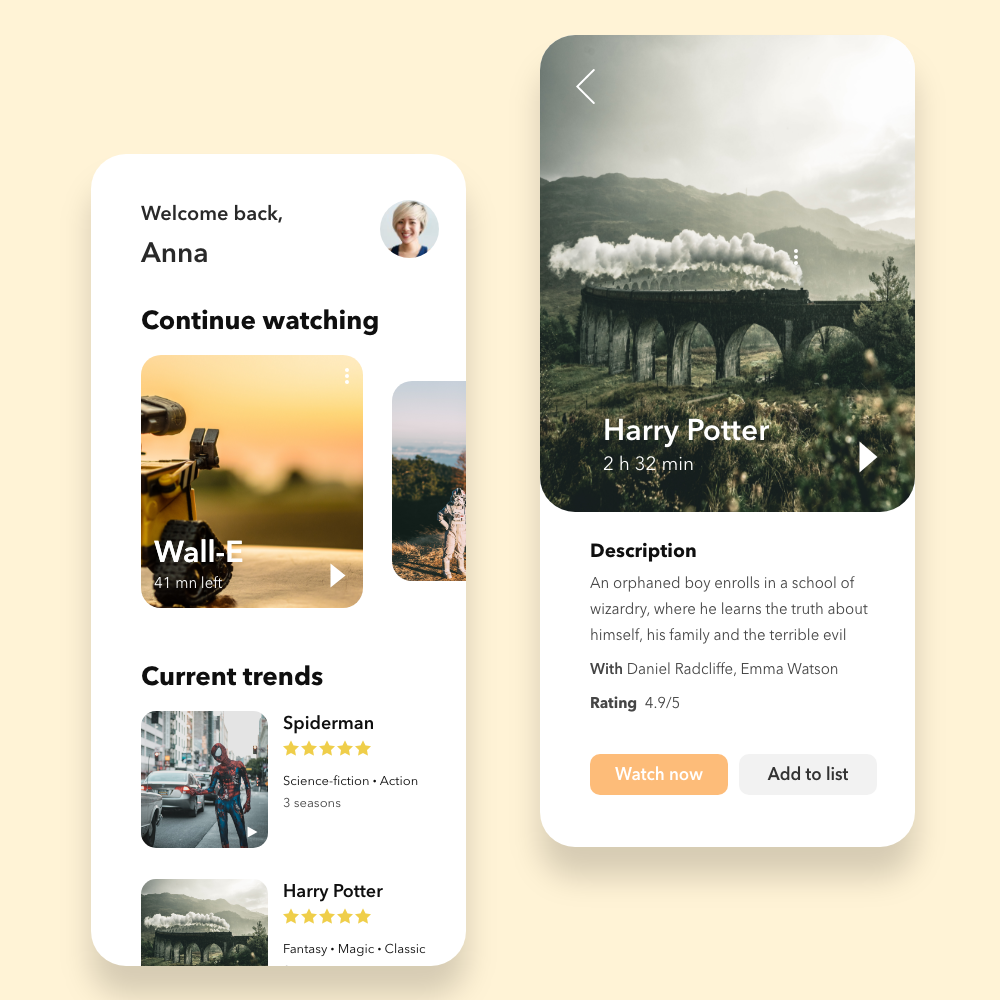 Welcome back,
Anna
Continue watching
Wall-E
41 mn left
Current trends
Spiderman
Science-fiction • Action
3 seasons
Harry Potter
Fantasy • Magic • Classic
Harry Potter
2 h 32 min
Description
An orphaned boy enrolls in a school of
wizardry, where he learns the truth about
himself, his family and the terrible evil
With Daniel Radcliffe, Emma Watson
Rating 4.9/5
Watch now
Add to list